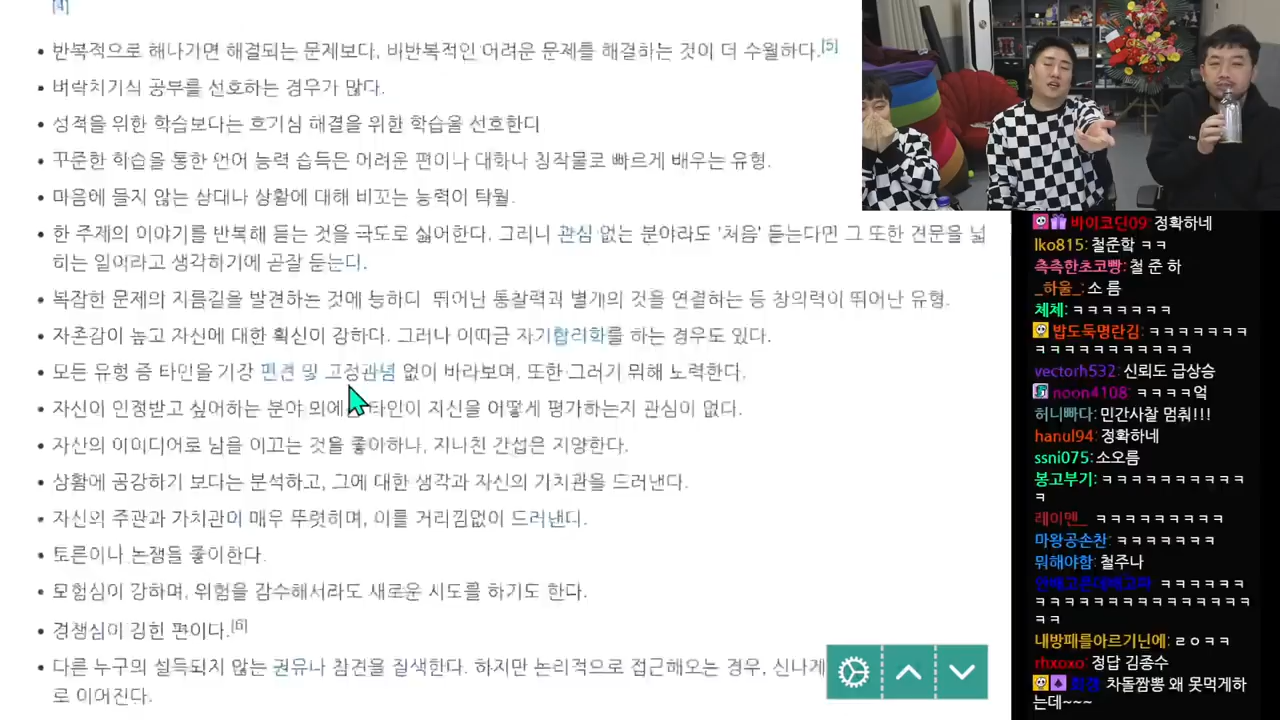 [4]
반복적으로 해나가면 해결되는 문제보다, 비반복적인 어려운 문제를 해결하는 것이 더 수월하다.[5]
벼락치기식 공부를 선호하는 경우가 많다.
성적을 위한 학습보다는 호기심 해결을 위한 학습을 선호한다
꾸준한 학습을 통한 언어 능력 습득은 어려운 편이나 대화나 창작물로 빠르게 배우는 유형.
마음에 들지 않는 상대나 상황에 대해 비꼬는 능력이 탁월.
한 주제의 이야기를 반복해 듣는 것을 극도로 싫어한다. 그러나 관심 없는 분야라도 '처음' 듣는다면 그 또한 견문을 넓
히는 일이라고 생각하기에 곧잘 듣는다.
복잡한 문제의 지름길을 발견하는 것에 능하다 뛰어난 통찰력과 별개의 것을 연결하는 등 창의력이 뛰어난 유형.
자존감이 높고 자신에 대한 확신이 강하다. 그러나 이따금 자기합리화를 하는 경우도 있다.
모든 유형 중 타인을 가장 편견 및 고정관념 없이 바라보며, 또한 그러기 위해 노력한다.
자신이 인정받고 싶어하는 분야 외에 타인이 자신을 어떻게 평가하는지 관심이 없다.
자신의 아이디어로 남을 이끄는 것을 좋아하나, 지나친 간섭은 지양한다.
상황에 공감하기 보다는 분석하고, 그에 대한 생각과 자신의 가치관을 드러낸다.
자신의 주관과 가치관이 매우 뚜렷하며, 이를 거리낌없이 드러낸다.
토론이나 논쟁을 좋아한다.
모험심이 강하며, 위험을 감수해서라도 새로운 시도를 하기도 한다.
경쟁심이 강한 편이다.[6]
다른 누구의 설득되지 않는 권유나 참견을 질색한다. 하지만 논리적으로 접근해오는 경우, 신나게
로 이어진다.
바이코딘09: 정확하네
lko815: 철준학 ㅋㅋ
촉촉한초코빵: 철 준 하
_하울_: 소 름
체체: ㅋㅋㅋㅋㅋㅋㅋ
밥도둑명란김: ㅋㅋㅋㅋㅋㅋㅋ
ㅋㅋㅋㅋㅋㅋㅋㅋㅋㅋㅋ
vectorh532: 신뢰도 급상승
noon4108: ㅋㅋㅋㅋ억
허니빠다: 민간사찰 멈춰!!!
hanul94: 정확하네
ssni075: 소오름
봉고부기: ㅋㅋㅋㅋㅋㅋㅋㅋㅋㅋ
ㅋ
레이멘_: ㅋㅋㅋㅋㅋㅋㅋㅋㅋ
마왕공손찬: ㅋㅋㅋㅋㅋㅋㅋ
뭐해야함: 철주나
ㅋㅋㅋㅋㅋㅋ
ㅋㅋㅋㅋㅋㅋㅋㅋㅋㅋㅋㅋㅋㅋㅋ
ㅋㅋ
내방패를아르기닌에: ㄹㅇㅋㅋ
rhxoxo: 정답 김종수
차돌짬뽕 왜 못먹게하
는데~~~